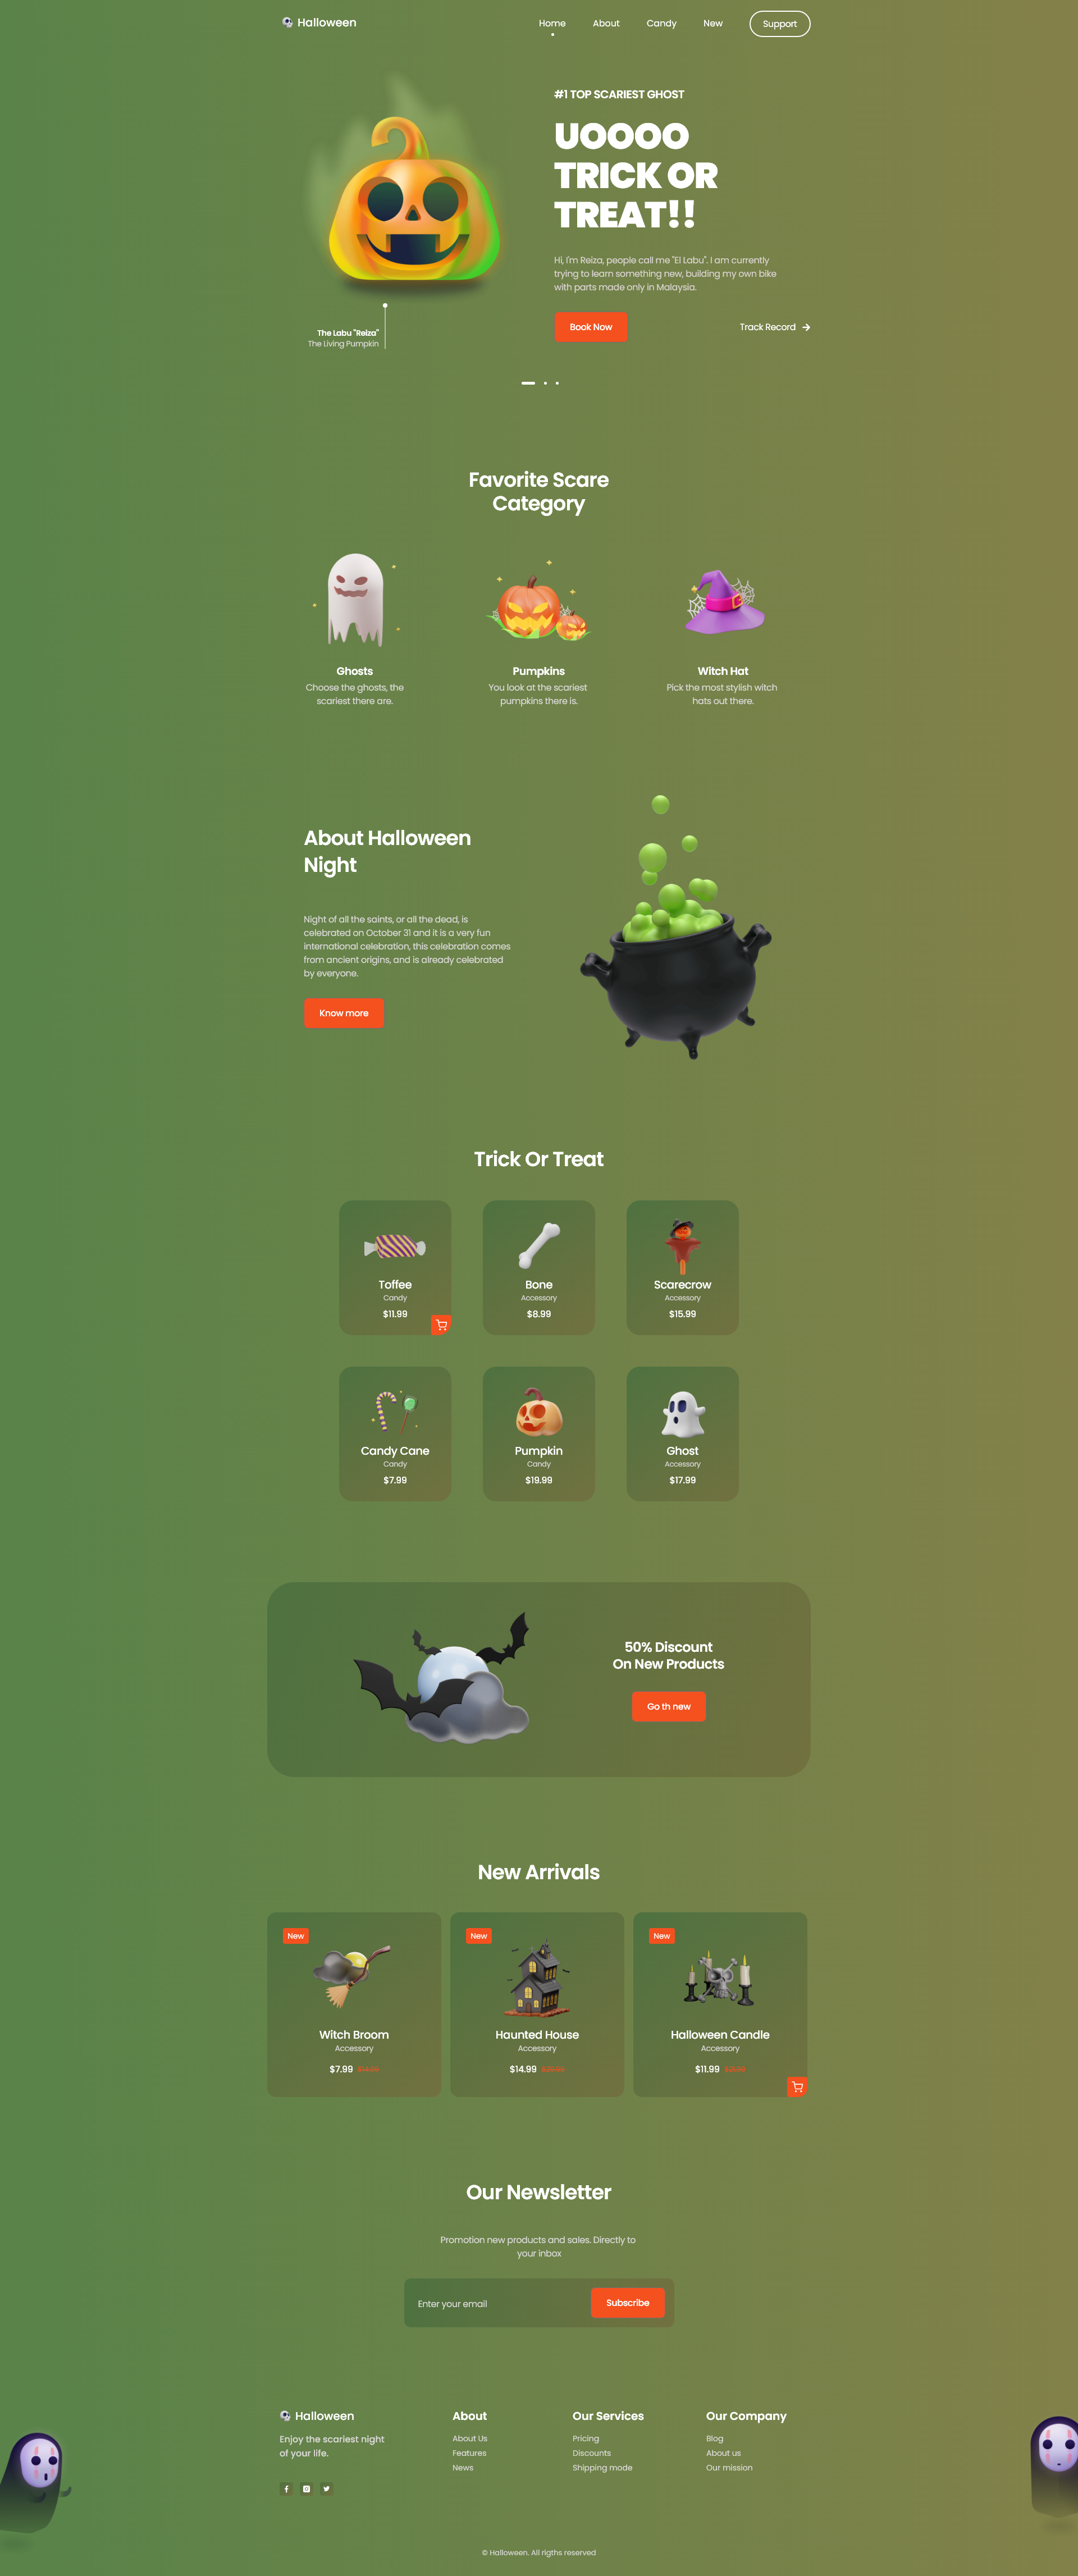 Halloween
Home
About
Candy
New
Support
#1 TOP SCARIEST GHOST
UOOOO
TRICK OR
TREAT!!
Hi, I'm Reiza, people call me "El Labu". I am currently
trying to learn something new, building my own bike
with parts made only in Malaysia.
Book Now
Track Record
The Labu "Reiza"
The Living Pumpkin
Favorite Scare
Category
Ghosts
Choose the ghosts, the
scariest there are.
Pumpkins
You look at the scariest
pumpkins there is.
Witch Hat
Pick the most stylish witch
hats out there.
About Halloween
Night
Night of all the saints, or all the dead, is
celebrated on October 31 and it is a very fun
international celebration, this celebration comes
from ancient origins, and is already celebrated
by everyone.
Know more
Trick Or Treat
Toffee
Candy
$11.99
Bone
Accessory
$8.99
Scarecrow
Accessory
$15.99
Candy Cane
Candy
$7.99
Pumpkin
Candy
$19.99
Ghost
Accessory
$17.99
50% Discount
On New Products
Go th new
New Arrivals
New
Witch Broom
Accessory
$7.99
New
Haunted House
Accessory
$14.99
New
Halloween Candle
Accessory
$11.99
Our Newsletter
Promotion new products and sales. Directly to
your inbox
Enter your email
Subscribe
Halloween
Enjoy the scariest night
of your life.
About
About Us
Features
News
Our Services
Pricing
Discounts
Shipping mode
Our Company
Blog
About us
Our mission
© Halloween. All rigths reserved